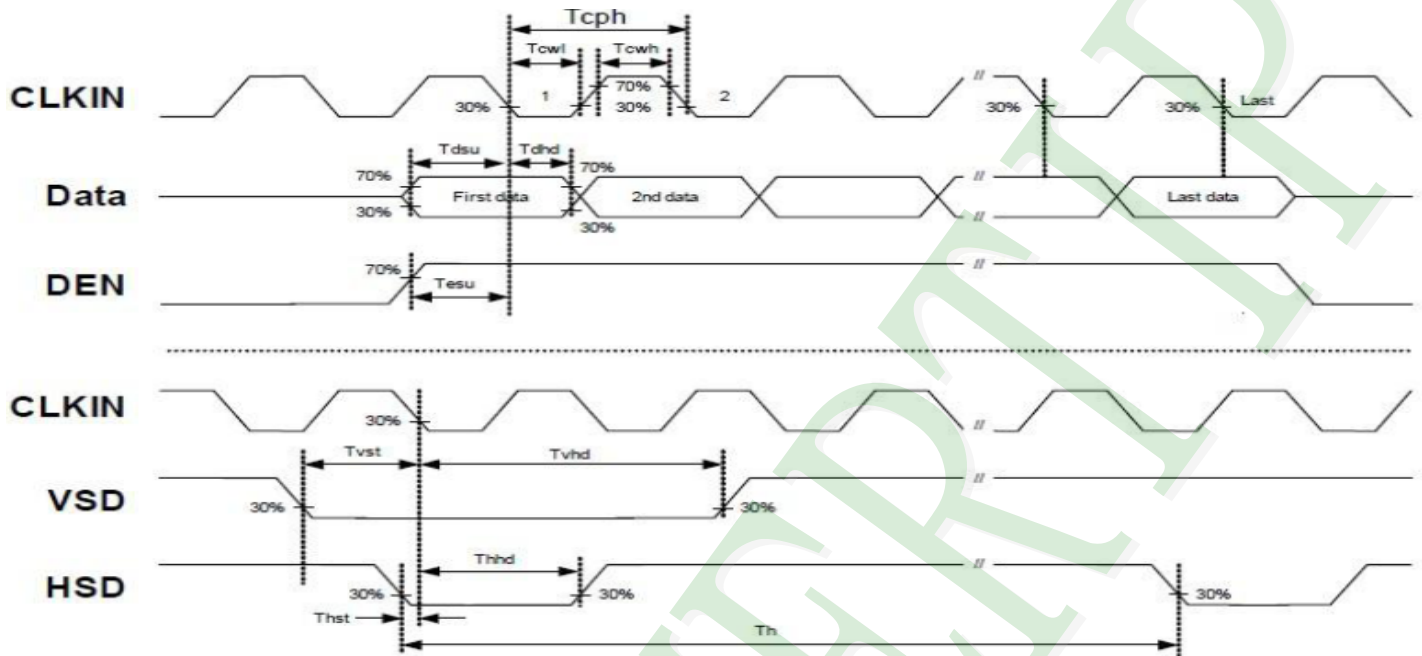 Tcph
Tcwl Tcwh
CLKIN 30% 1 70% 30% 2 30% 30% Last
Tdsu Tdhd
70% 70%
Data First data 2nd data Last data
30% 30%
70%
DEN Tesu
CLKIN 30%
Tvst Tvhd
VSD 30% 30%
Thhd
HSD 30% 30% 30%
Thst
Th